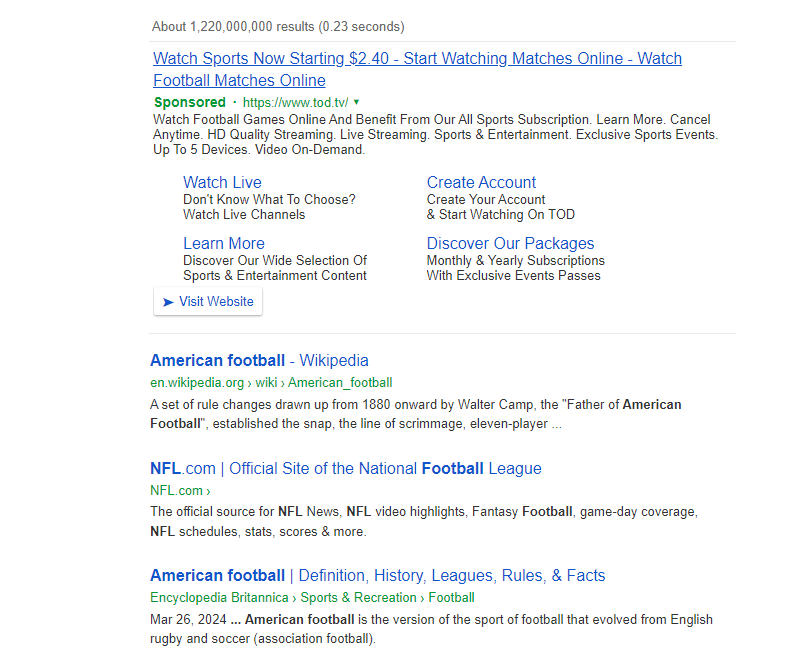 About 1,220,000,000 results (0.23 seconds)
Watch Sports Now Starting $2.40 - Start Watching Matches Online - Watch
Football Matches Online
Sponsored · https://www.tod.tv/ ▼
Watch Football Games Online And Benefit From Our All Sports Subscription. Learn More. Cancel
Anytime. HD Quality Streaming. Live Streaming. Sports & Entertainment. Exclusive Sports Events.
Up To 5 Devices. Video On-Demand.
Watch Live
Don't Know What To Choose?
Watch Live Channels
Create Account
Create Your Account
& Start Watching On TOD
Learn More
Discover Our Wide Selection Of
Sports & Entertainment Content
Discover Our Packages
Monthly & Yearly Subscriptions
With Exclusive Events Passes
➤ Visit Website
American football - Wikipedia
en.wikipedia.org › wiki › American_football
A set of rule changes drawn up from 1880 onward by Walter Camp, the "Father of American
Football", established the snap, the line of scrimmage, eleven-player ...
NFL.com | Official Site of the National Football League
NFL.com ›
The official source for NFL News, NFL video highlights, Fantasy Football, game-day coverage,
NFL schedules, stats, scores & more.
American football | Definition, History, Leagues, Rules, & Facts
Encyclopedia Britannica › Sports & Recreation › Football
Mar 26, 2024 ... American football is the version of the sport of football that evolved from English
rugby and soccer (association football).